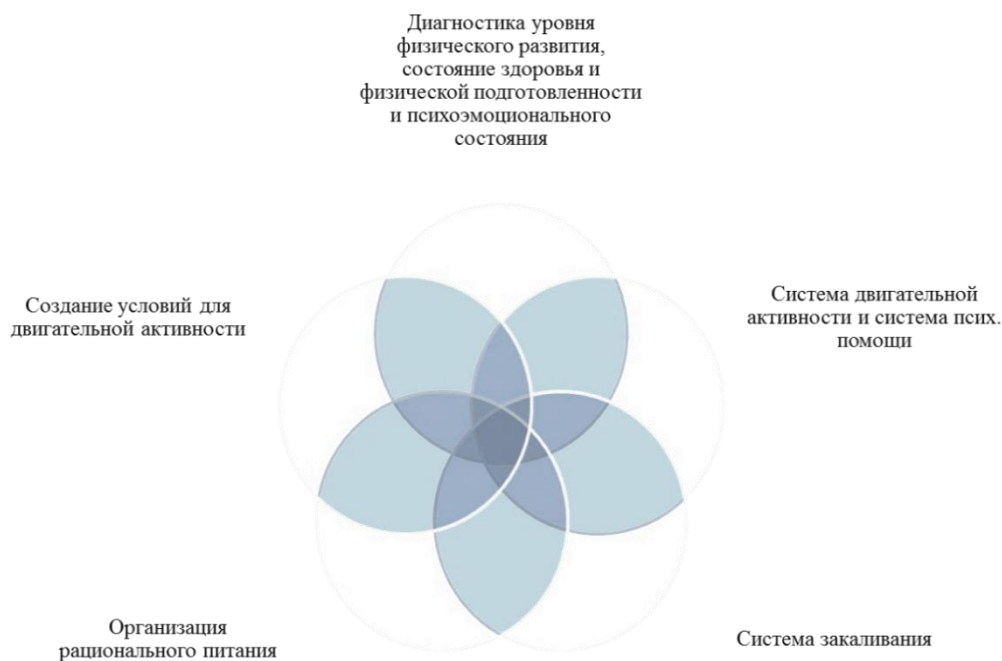 Диагностика уровня
физического развития,
состояние здоровья и
физической подготовленности
и психоэмоционального
состояния
Создание условий для
двигательной активности
Система двигательной
активности и система псих.
помощи
Организация
рационального питания
Система закаливания